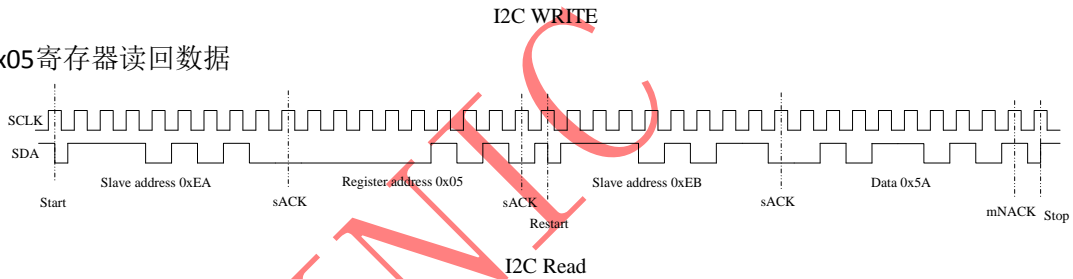 I2C WRITE
x05寄存器读回数据
SCLK
SDA
Slave address 0xEA Register address 0x05 Slave address 0xEB Data 0x5A
Start sACK sACK sACK mNACK Stop
Restart
I2C Read
NIC